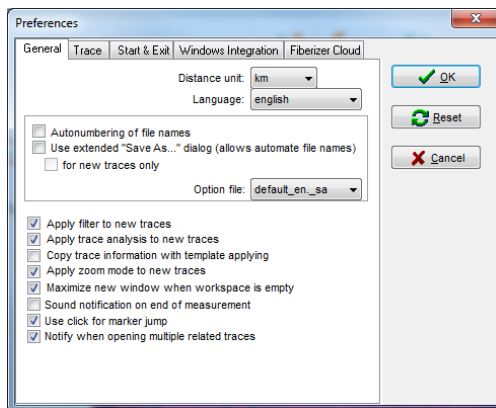 Preferences
General Trace Start & Exit Windows Integration Fiberizer Cloud
Distance unit: km
Language: english
Autonumbering of file names
Use extended "Save As..." dialog (allows automate file names)
for new traces only
Option file: default_en._sa
Apply filter to new traces
Apply trace analysis to new traces
Copy trace information with template applying
Apply zoom mode to new traces
Maximize new window when workspace is empty
Sound notification on end of measurement
Use click for marker jump
Notify when opening multiple related traces
OK
Reset
Cancel